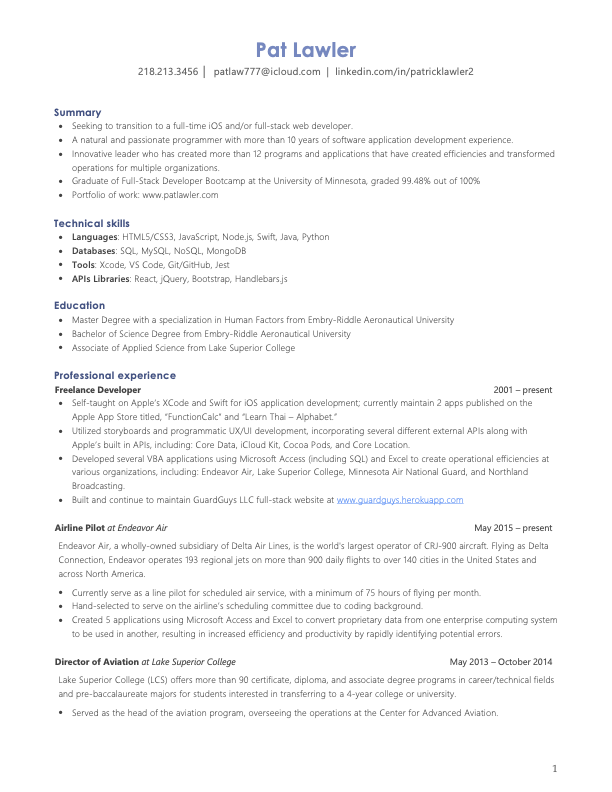 Pat Lawler
218.213.3456 | patlaw777@icloud.com | linkedin.com/in/patricklawler2
Summary
• Seeking to transition to a full-time iOS and/or full-stack web developer.
• A natural and passionate programmer with more than 10 years of software application development experience.
• Innovative leader who has created more than 12 programs and applications that have created efficiencies and transformed
operations for multiple organizations.
• Graduate of Full-Stack Developer Bootcamp at the University of Minnesota, graded 99.48% out of 100%
• Portfolio of work: www.patlawler.com
Technical skills
• Languages: HTML5/CSS3, JavaScript, Node.js, Swift, Java, Python
• Databases: SQL, MySQL, NoSQL, MongoDB
• Tools: Xcode, VS Code, Git/GitHub, Jest
• APIs Libraries: React, jQuery, Bootstrap, Handlebars.js
Education
• Master Degree with a specialization in Human Factors from Embry-Riddle Aeronautical University
• Bachelor of Science Degree from Embry-Riddle Aeronautical University
• Associate of Applied Science from Lake Superior College
Professional experience
Freelance Developer 2001 – present
• Self-taught on Apple's XCode and Swift for iOS application development; currently maintain 2 apps published on the
Apple App Store titled, "FunctionCalc" and "Learn Thai – Alphabet."
• Utilized storyboards and programmatic UX/UI development, incorporating several different external APIs along with
Apple's built in APIs, including: Core Data, iCloud Kit, Cocoa Pods, and Core Location.
• Developed several VBA applications using Microsoft Access (including SQL) and Excel to create operational efficiencies at
various organizations, including: Endeavor Air, Lake Superior College, Minnesota Air National Guard, and Northland
Broadcasting.
• Built and continue to maintain GuardGuys LLC full-stack website at www.guardguys.herokuapp.com
Airline Pilot at Endeavor Air May 2015 – present
Endeavor Air, a wholly-owned subsidiary of Delta Air Lines, is the world's largest operator of CRJ-900 aircraft. Flying as Delta
Connection, Endeavor operates 193 regional jets on more than 900 daily flights to over 140 cities in the United States and
across North America.
• Currently serve as a line pilot for scheduled air service, with a minimum of 75 hours of flying per month.
• Hand-selected to serve on the airline's scheduling committee due to coding background.
• Created 5 applications using Microsoft Access and Excel to convert proprietary data from one enterprise computing system
to be used in another, resulting in increased efficiency and productivity by rapidly identifying potential errors.
Director of Aviation at Lake Superior College May 2013 – October 2014
Lake Superior College (LCS) offers more than 90 certificate, diploma, and associate degree programs in career/technical fields
and pre-baccalaureate majors for students interested in transferring to a 4-year college or university.
• Served as the head of the aviation program, overseeing the operations at the Center for Advanced Aviation.
1